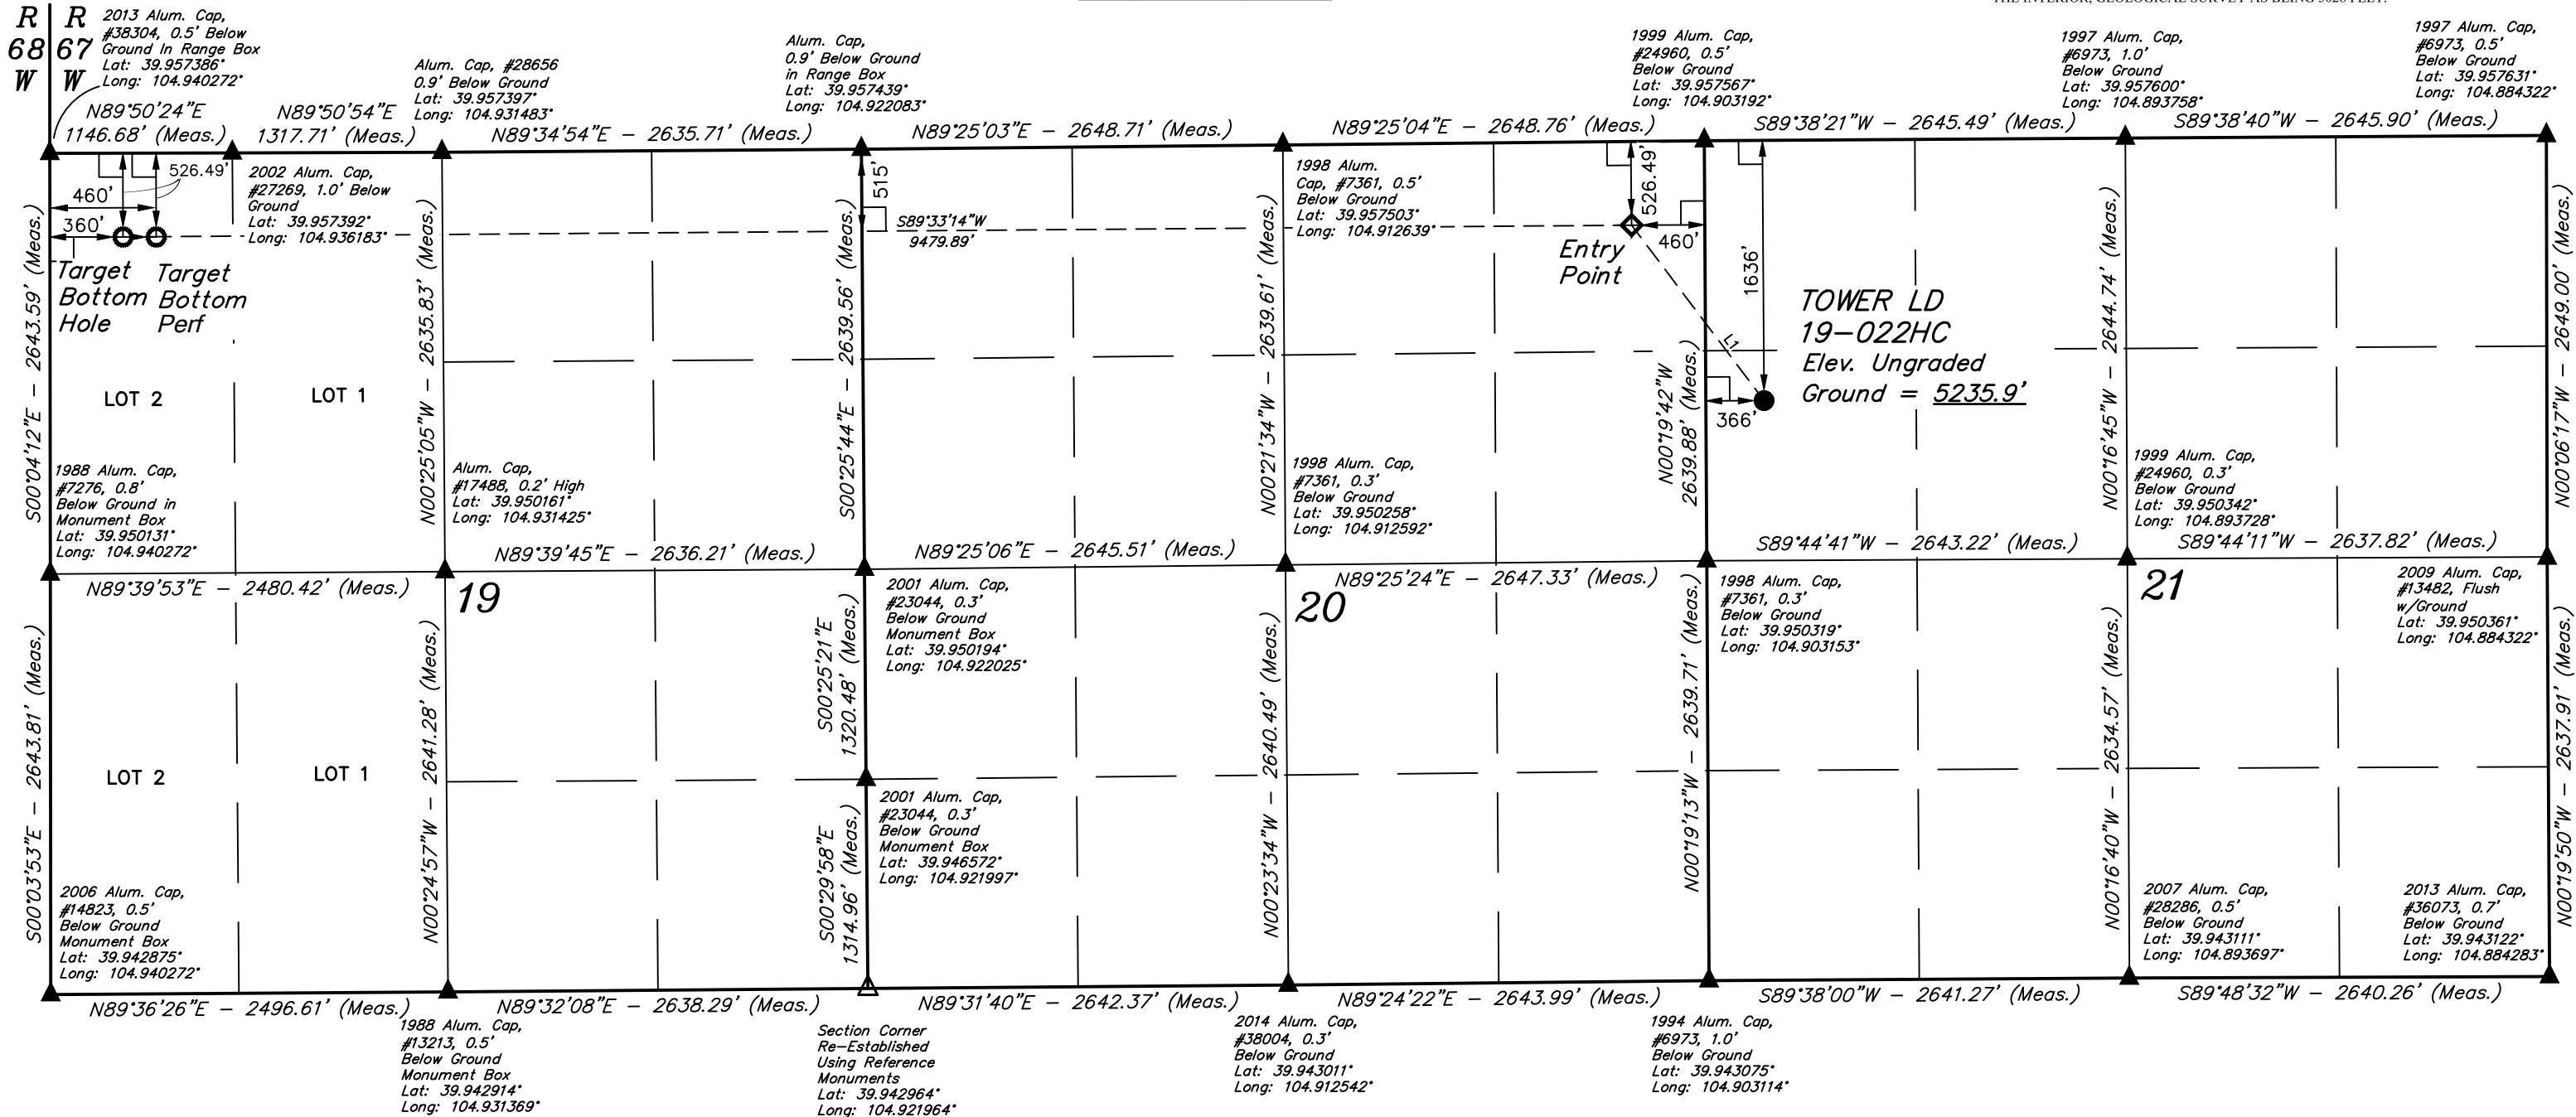 THE INTERIOR, GEOLOGICAL SURVEY AS BEING 5026 FEET.
R R
68 67
W W
2013 Alum. Cap,
#38304, 0.5' Below
Ground In Range Box
Lat: 39.957386°
Long: 104.940272°
Alum. Cap, #28656
0.9' Below Ground
Lat: 39.957397°
Long: 104.931483°
Alum. Cap,
0.9' Below Ground
in Range Box
Lat: 39.957439°
Long: 104.922083°
1999 Alum. Cap,
#24960, 0.5'
Below Ground
Lat: 39.957567°
Long: 104.903192°
1997 Alum. Cap,
#6973, 1.0'
Below Ground
Lat: 39.957600°
Long: 104.893758°
1997 Alum. Cap,
#6973, 0.5'
Below Ground
Lat: 39.957631°
Long: 104.884322°
N89°50'24"E
1146.68' (Meas.)
N89°50'54"E
1317.71' (Meas.)
N89°34'54"E – 2635.71' (Meas.)
N89°25'03"E – 2648.71' (Meas.)
N89°25'04"E – 2648.76' (Meas.)
S89°38'21"W – 2645.49' (Meas.)
S89°38'40"W – 2645.90' (Meas.)
526.49'
460'
360'
2002 Alum. Cap,
#27269, 1.0' Below
Ground
Lat: 39.957392°
Long: 104.936183°
515'
S89°33'14"W
9479.89'
1998 Alum.
Cap, #7361, 0.5'
Below Ground
Lat: 39.957503°
Long: 104.912639°
526.49'
460'
Entry
Point
1636'
Target
Bottom
Hole
Target
Bottom
Perf
TOWER LD
19-022HC
Elev. Ungraded
Ground = 5235.9'
L1
366'
S00°04'12"E – 2643.59' (Meas.)
N00°25'05"W – 2635.83' (Meas.)
S00°25'44"E – 2639.56' (Meas.)
N00°21'34"W – 2639.61' (Meas.)
N00°19'42"W
2639.88' (Meas.)
N00°16'45"W – 2644.74' (Meas.)
N00°06'17"W – 2649.00' (Meas.)
LOT 2
LOT 1
1988 Alum. Cap,
#7276, 0.8'
Below Ground in
Monument Box
Lat: 39.950131°
Long: 104.940272°
Alum. Cap,
#17488, 0.2' High
Lat: 39.950161°
Long: 104.931425°
1998 Alum. Cap,
#7361, 0.3'
Below Ground
Lat: 39.950258°
Long: 104.912592°
1999 Alum. Cap,
#24960, 0.3'
Below Ground
Lat: 39.950342°
Long: 104.893728°
N89°39'53"E – 2480.42' (Meas.)
N89°39'45"E – 2636.21' (Meas.)
N89°25'06"E – 2645.51' (Meas.)
N89°25'24"E – 2647.33' (Meas.)
S89°44'41"W – 2643.22' (Meas.)
S89°44'11"W – 2637.82' (Meas.)
19
20
21
2001 Alum. Cap,
#23044, 0.3'
Below Ground
Monument Box
Lat: 39.950194°
Long: 104.922025°
1998 Alum. Cap,
#7361, 0.3'
Below Ground
Lat: 39.950319°
Long: 104.903153°
2009 Alum. Cap,
#13482, Flush
w/Ground
Lat: 39.950361°
Long: 104.884322°
S00°03'53"E – 2643.81' (Meas.)
N00°24'57"W – 2641.28' (Meas.)
S00°25'21"E
1320.48' (Meas.)
S00°29'58"E
1314.96' (Meas.)
N00°23'34"W – 2640.49' (Meas.)
N00°19'13"W – 2639.71' (Meas.)
N00°16'40"W – 2634.57' (Meas.)
N00°19'50"W – 2637.91' (Meas.)
LOT 2
LOT 1
2001 Alum. Cap,
#23044, 0.3'
Below Ground
Monument Box
Lat: 39.946572°
Long: 104.921997°
2006 Alum. Cap,
#14823, 0.5'
Below Ground
Monument Box
Lat: 39.942875°
Long: 104.940272°
2007 Alum. Cap,
#28286, 0.5'
Below Ground
Lat: 39.943111°
Long: 104.893697°
2013 Alum. Cap,
#36073, 0.7'
Below Ground
Lat: 39.943122°
Long: 104.884283°
N89°36'26"E – 2496.61' (Meas.)
N89°32'08"E – 2638.29' (Meas.)
N89°31'40"E – 2642.37' (Meas.)
N89°24'22"E – 2643.99' (Meas.)
S89°38'00"W – 2641.27' (Meas.)
S89°48'32"W – 2640.26' (Meas.)
1988 Alum. Cap,
#13213, 0.5'
Below Ground
Monument Box
Lat: 39.942914°
Long: 104.931369°
Section Corner
Re-Established
Using Reference
Monuments
Lat: 39.942964°
Long: 104.921964°
2014 Alum. Cap,
#38004, 0.3'
Below Ground
Lat: 39.943011°
Long: 104.912542°
1994 Alum. Cap,
#6973, 1.0'
Below Ground
Lat: 39.943075°
Long: 104.903114°